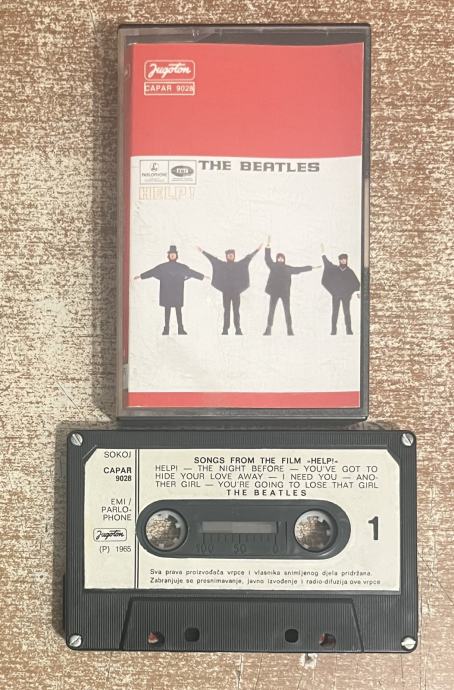 Jugoton
CAPAR 9028
PARLOPHONE
EMI
THE BEATLES
HELP!
SOKOJ
CAPAR
9028
EMI /
PARLO-
PHONE
Jugoton
(P) 1965
SONGS FROM THE FILM »HELP!«
HELP! — THE NIGHT BEFORE — YOU'VE GOT TO
HIDE YOUR LOVE AWAY — I NEED YOU — ANO-
THER GIRL — YOU'RE GOING TO LOSE THAT GIRL
THE BEATLES
1
100 50
Sva prava proizvođača vrpce i vlasnika snimljenog djela pridržana.
Zabranjuje se presnimavanje, javno izvođenje i radio-difuzija ove vrpce